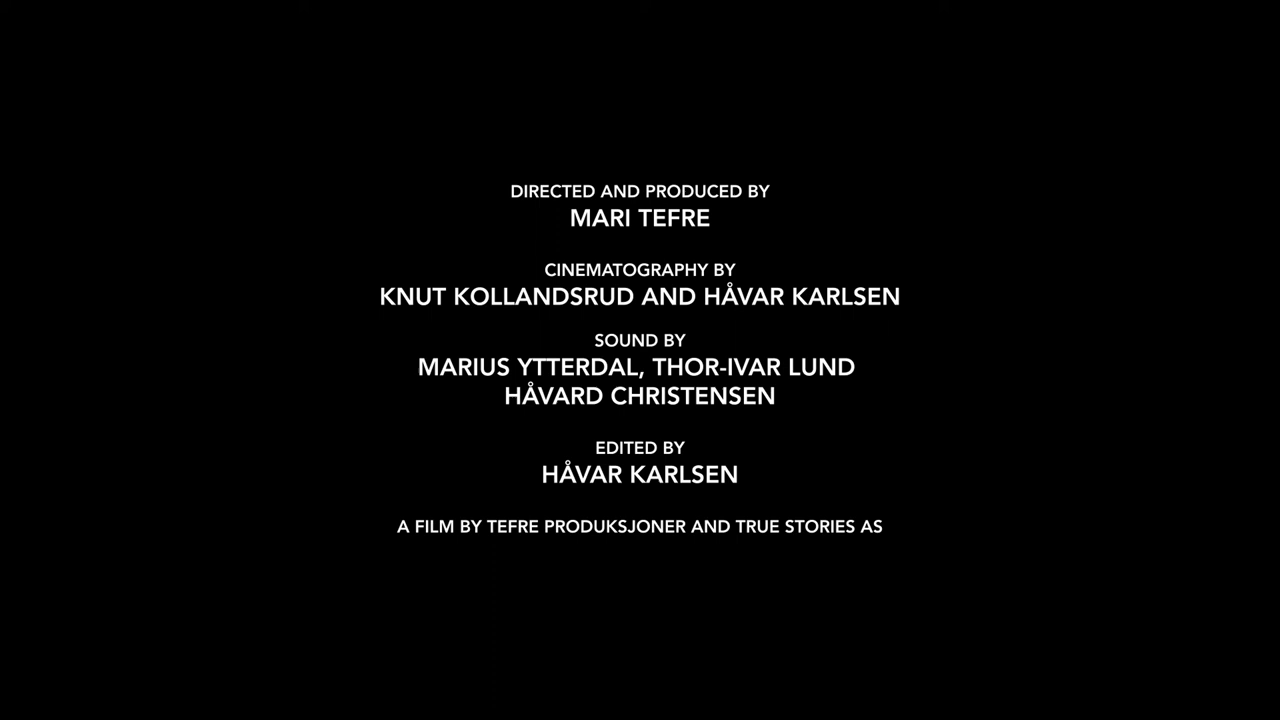 DIRECTED AND PRODUCED BY
MARI TEFRE
CINEMATOGRAPHY BY
KNUT KOLLANDSRUD AND HÅVAR KARLSEN
SOUND BY
MARIUS YTTERDAL, THOR-IVAR LUND
HÅVARD CHRISTENSEN
EDITED BY
HÅVAR KARLSEN
A FILM BY TEFRE PRODUKSJONER AND TRUE STORIES AS